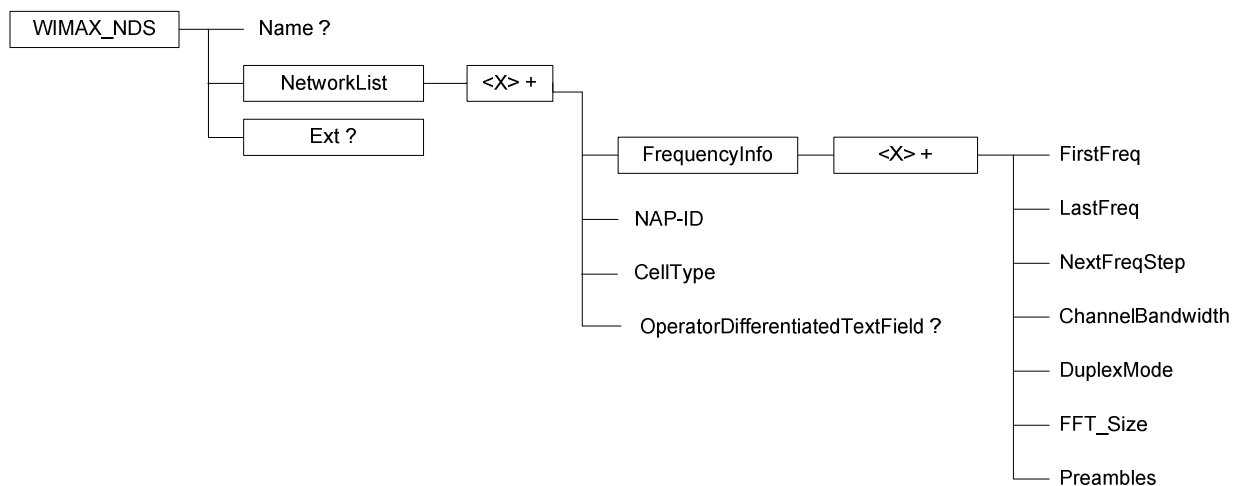 WIMAX_NDS
Name ?
NetworkList
<X> +
Ext ?
FrequencyInfo
<X> +
FirstFreq
LastFreq
NextFreqStep
ChannelBandwidth
DuplexMode
FFT_Size
Preambles
NAP-ID
CellType
OperatorDifferentiatedTextField ?